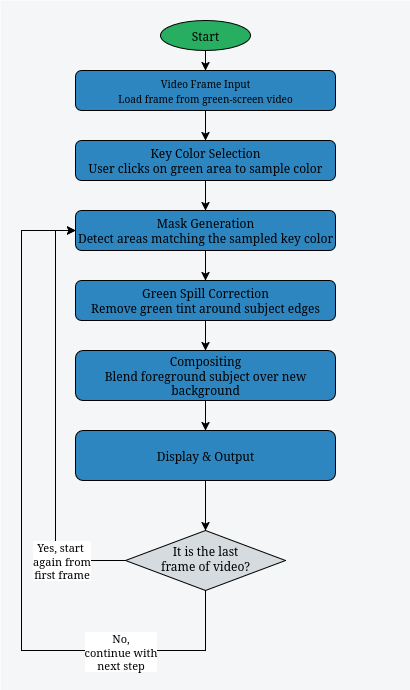 Start
Video Frame Input
Load frame from green-screen video
Key Color Selection
User clicks on green area to sample color
Mask Generation
Detect areas matching the sampled key color
Green Spill Correction
Remove green tint around subject edges
Compositing
Blend foreground subject over new
background
Display & Output
It is the last
frame of video?
Yes, start
again from
first frame
No,
continue with
next step